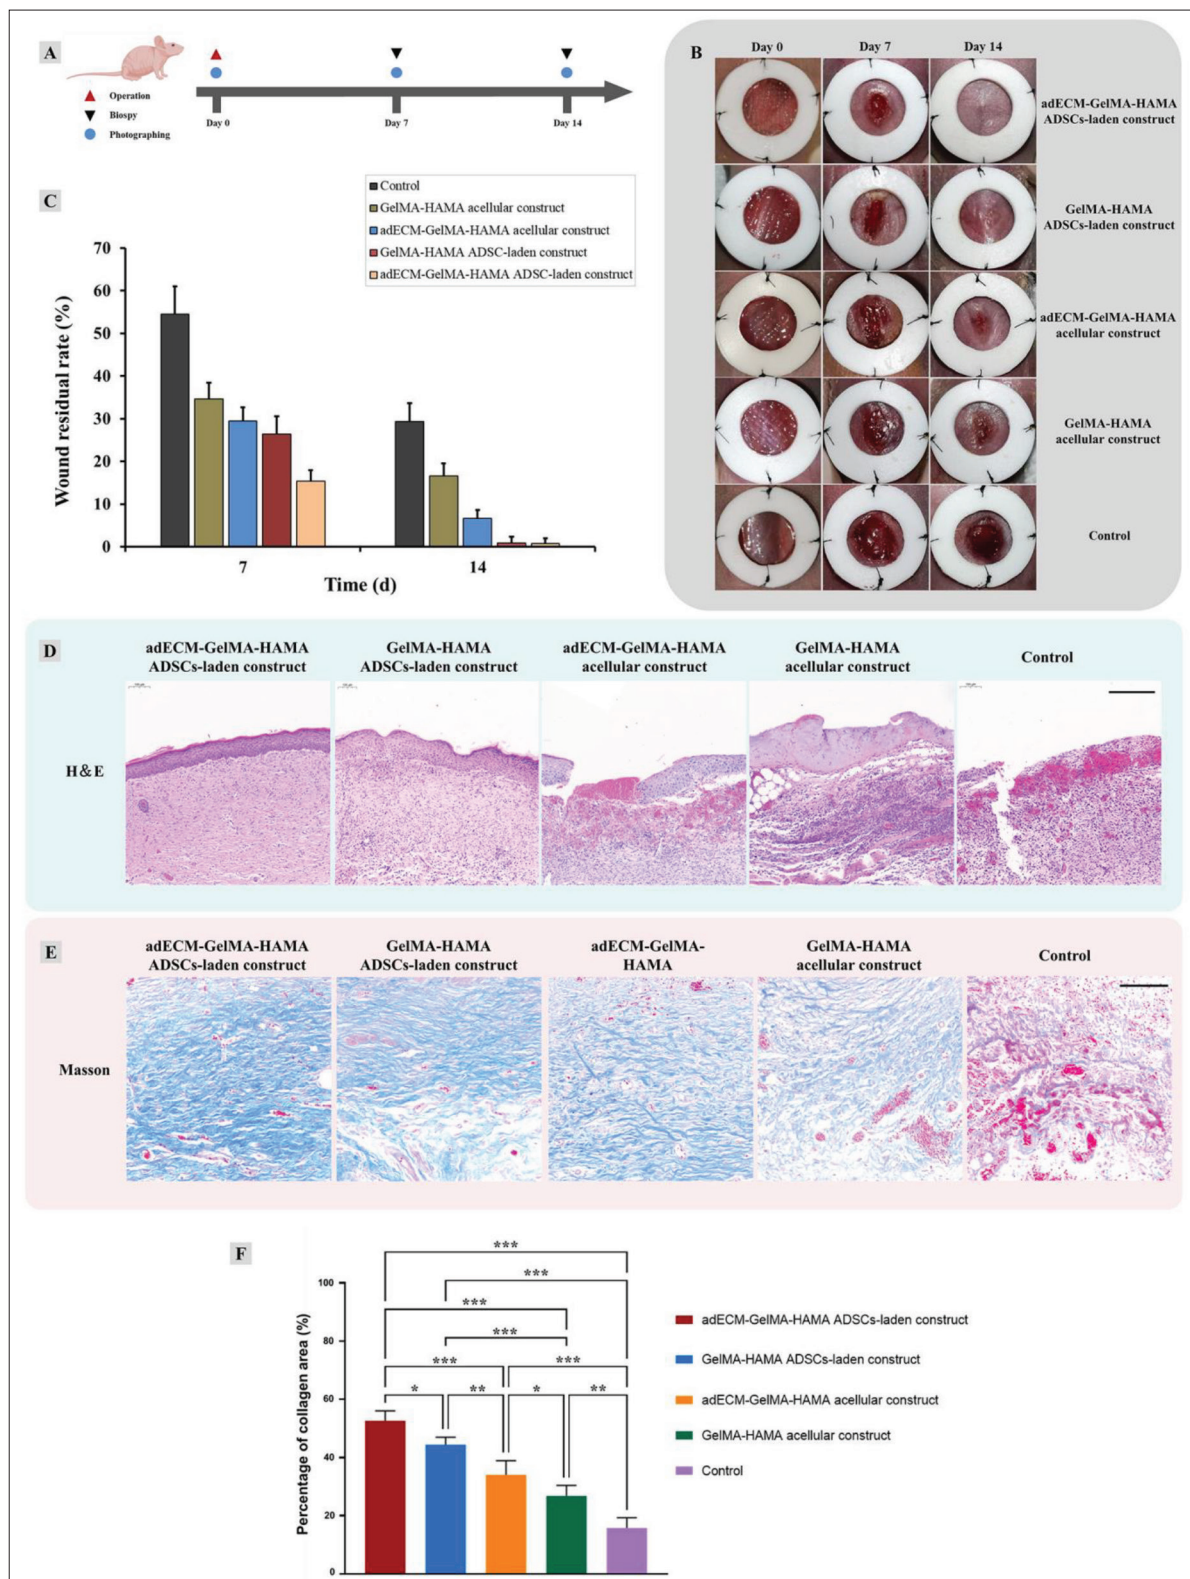 A
Operation
Biospy
Photographing
Day 0
Day 7
Day 14
B
Day 0
Day 7
Day 14
adECM-GelMA-HAMA
ADSCs-laden construct
GelMA-HAMA
ADSCs-laden construct
adECM-GelMA-HAMA
acellular construct
GelMA-HAMA
acellular construct
Control
C
Control
GelMA-HAMA acellular construct
adECM-GelMA-HAMA acellular construct
GelMA-HAMA ADSC-laden construct
adECM-GelMA-HAMA ADSC-laden construct
Wound residual rate (%)
70
60
50
40
30
20
10
0
7
14
Time (d)
D
adECM-GelMA-HAMA
ADSCs-laden construct
GelMA-HAMA
ADSCs-laden construct
adECM-GelMA-HAMA
acellular construct
GelMA-HAMA
acellular construct
Control
H&E
E
adECM-GelMA-HAMA
ADSCs-laden construct
GelMA-HAMA
ADSCs-laden construct
adECM-GelMA-
HAMA
GelMA-HAMA
acellular construct
Control
Masson
F
Percentage of collagen area (%)
100
80
60
40
20
0
***
***
***
***
*** ***
* ** * **
adECM-GelMA-HAMA ADSCs-laden construct
GelMA-HAMA ADSCs-laden construct
adECM-GelMA-HAMA acellular construct
GelMA-HAMA acellular construct
Control